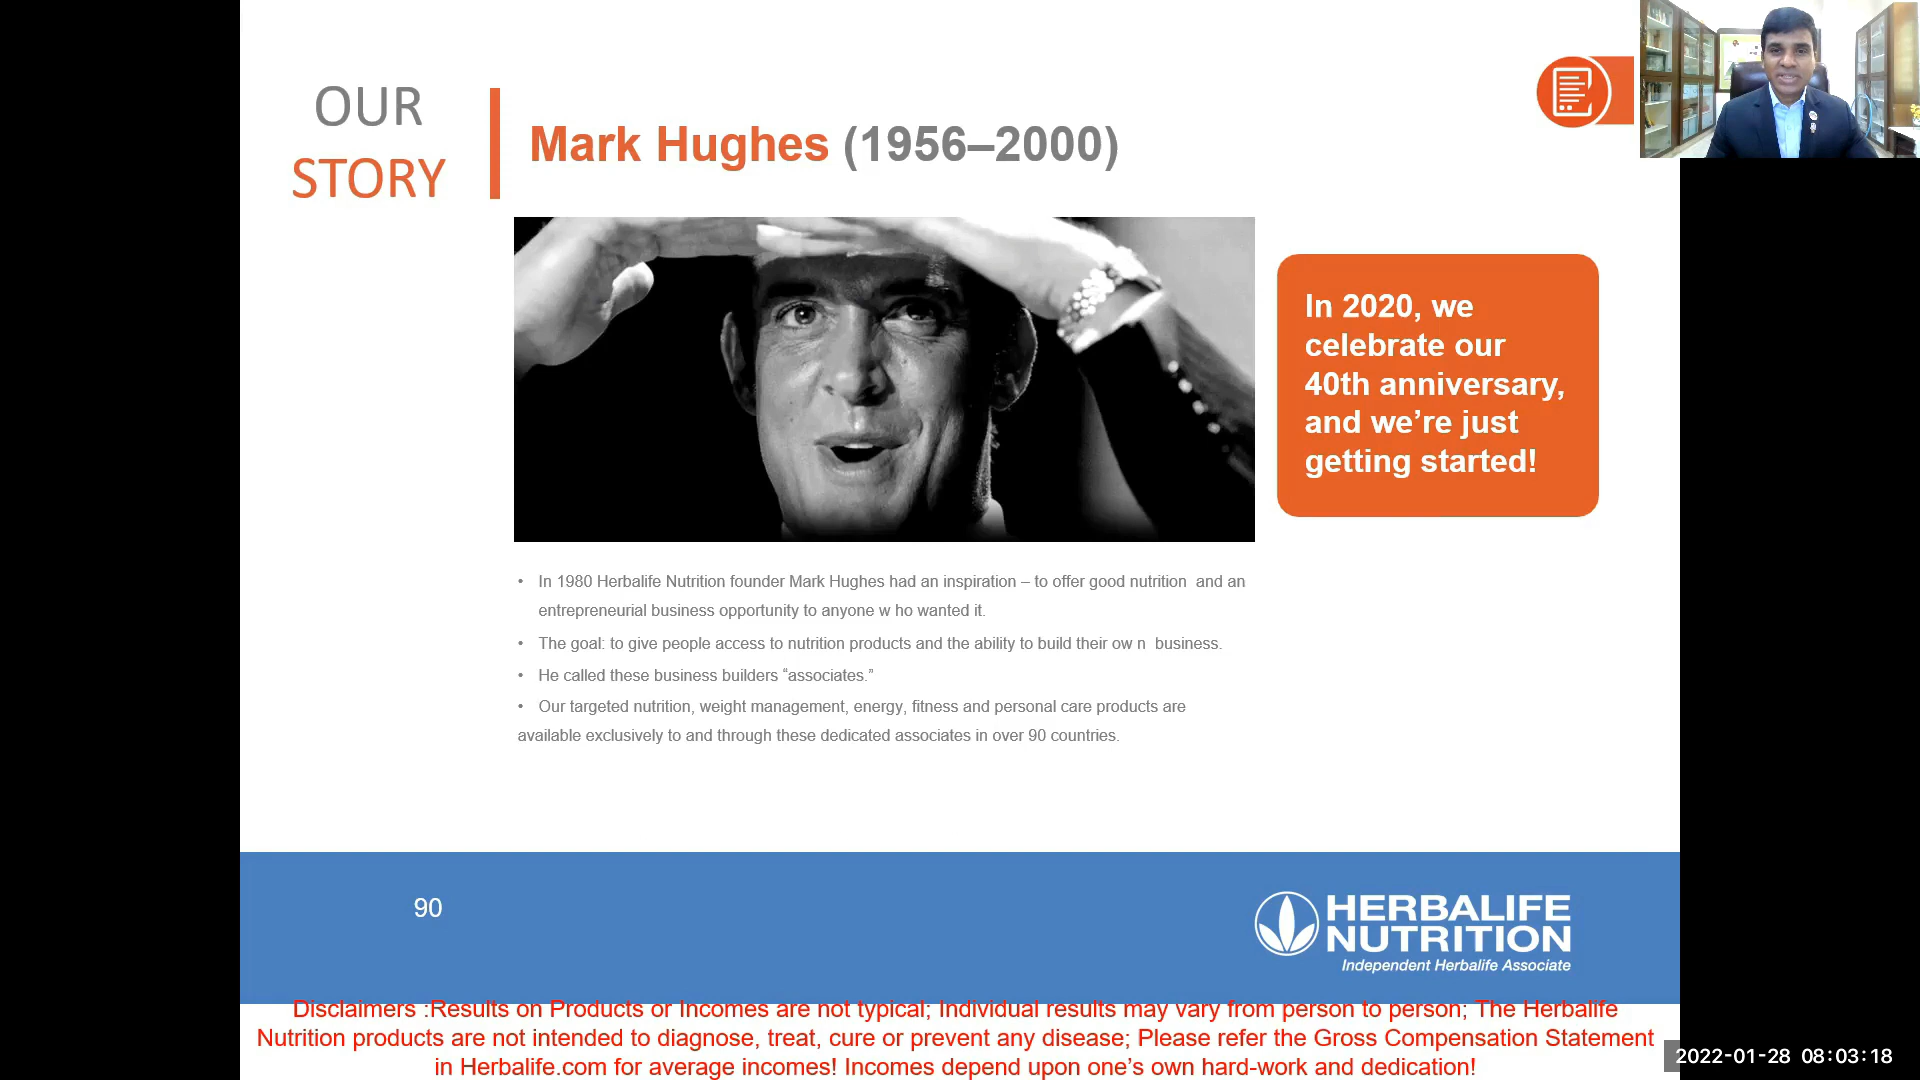 OUR
STORY
Mark Hughes (1956–2000)
In 2020, we
celebrate our
40th anniversary,
and we’re just
getting started!
• In 1980 Herbalife Nutrition founder Mark Hughes had an inspiration – to offer good nutrition and an
entrepreneurial business opportunity to anyone w ho wanted it.
• The goal: to give people access to nutrition products and the ability to build their ow n business.
• He called these business builders “associates.”
• Our targeted nutrition, weight management, energy, fitness and personal care products are
available exclusively to and through these dedicated associates in over 90 countries.
90
HERBALIFE
NUTRITION
Independent Herbalife Associate
Disclaimers :Results on Products or Incomes are not typical; Individual results may vary from person to person; The Herbalife
Nutrition products are not intended to diagnose, treat, cure or prevent any disease; Please refer the Gross Compensation Statement
in Herbalife.com for average incomes! Incomes depend upon one’s own hard-work and dedication!
2022-01-28 08:03:18